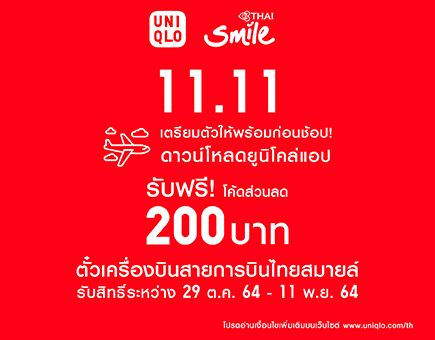 UNI
QLO
THAI
Smile
11.11
เตรียมตัวให้พร้อมก่อนช้อป!
ดาวน์โหลดยูนิโคล่แอป
รับฟรี! โค้ดส่วนลด
200 บาท
ตั๋วเครื่องบินสายการบินไทยสมายล์
รับสิทธิ์ระหว่าง 29 ต.ค. 64 - 11 พ.ย. 64
โปรดอ่านเงื่อนไขเพิ่มเติมบนเว็บไซต์ www.uniqlo.com/th